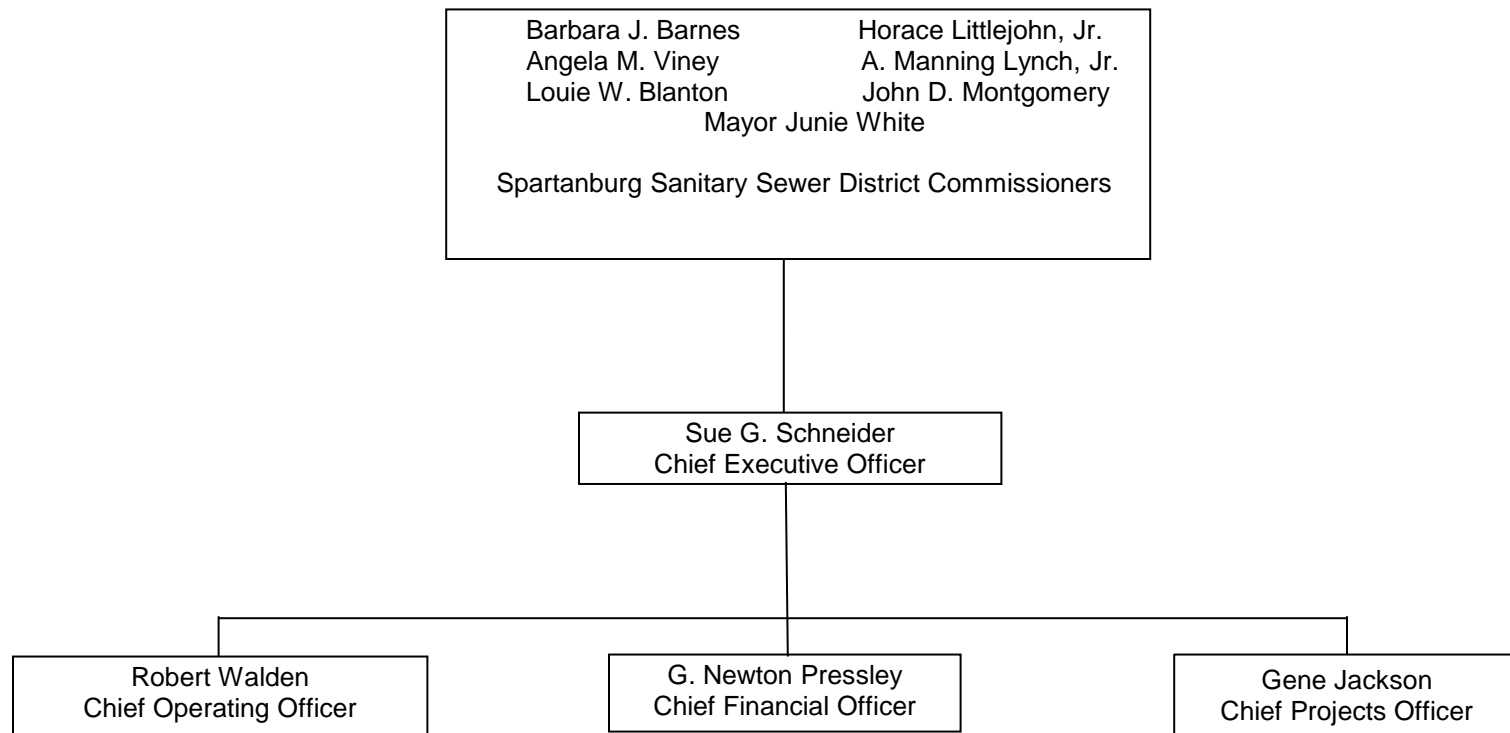 Barbara J. Barnes Horace Littlejohn, Jr.
Angela M. Viney A. Manning Lynch, Jr.
Louie W. Blanton John D. Montgomery
Mayor Junie White
Spartanburg Sanitary Sewer District Commissioners
Sue G. Schneider
Chief Executive Officer
Robert Walden
Chief Operating Officer
G. Newton Pressley
Chief Financial Officer
Gene Jackson
Chief Projects Officer